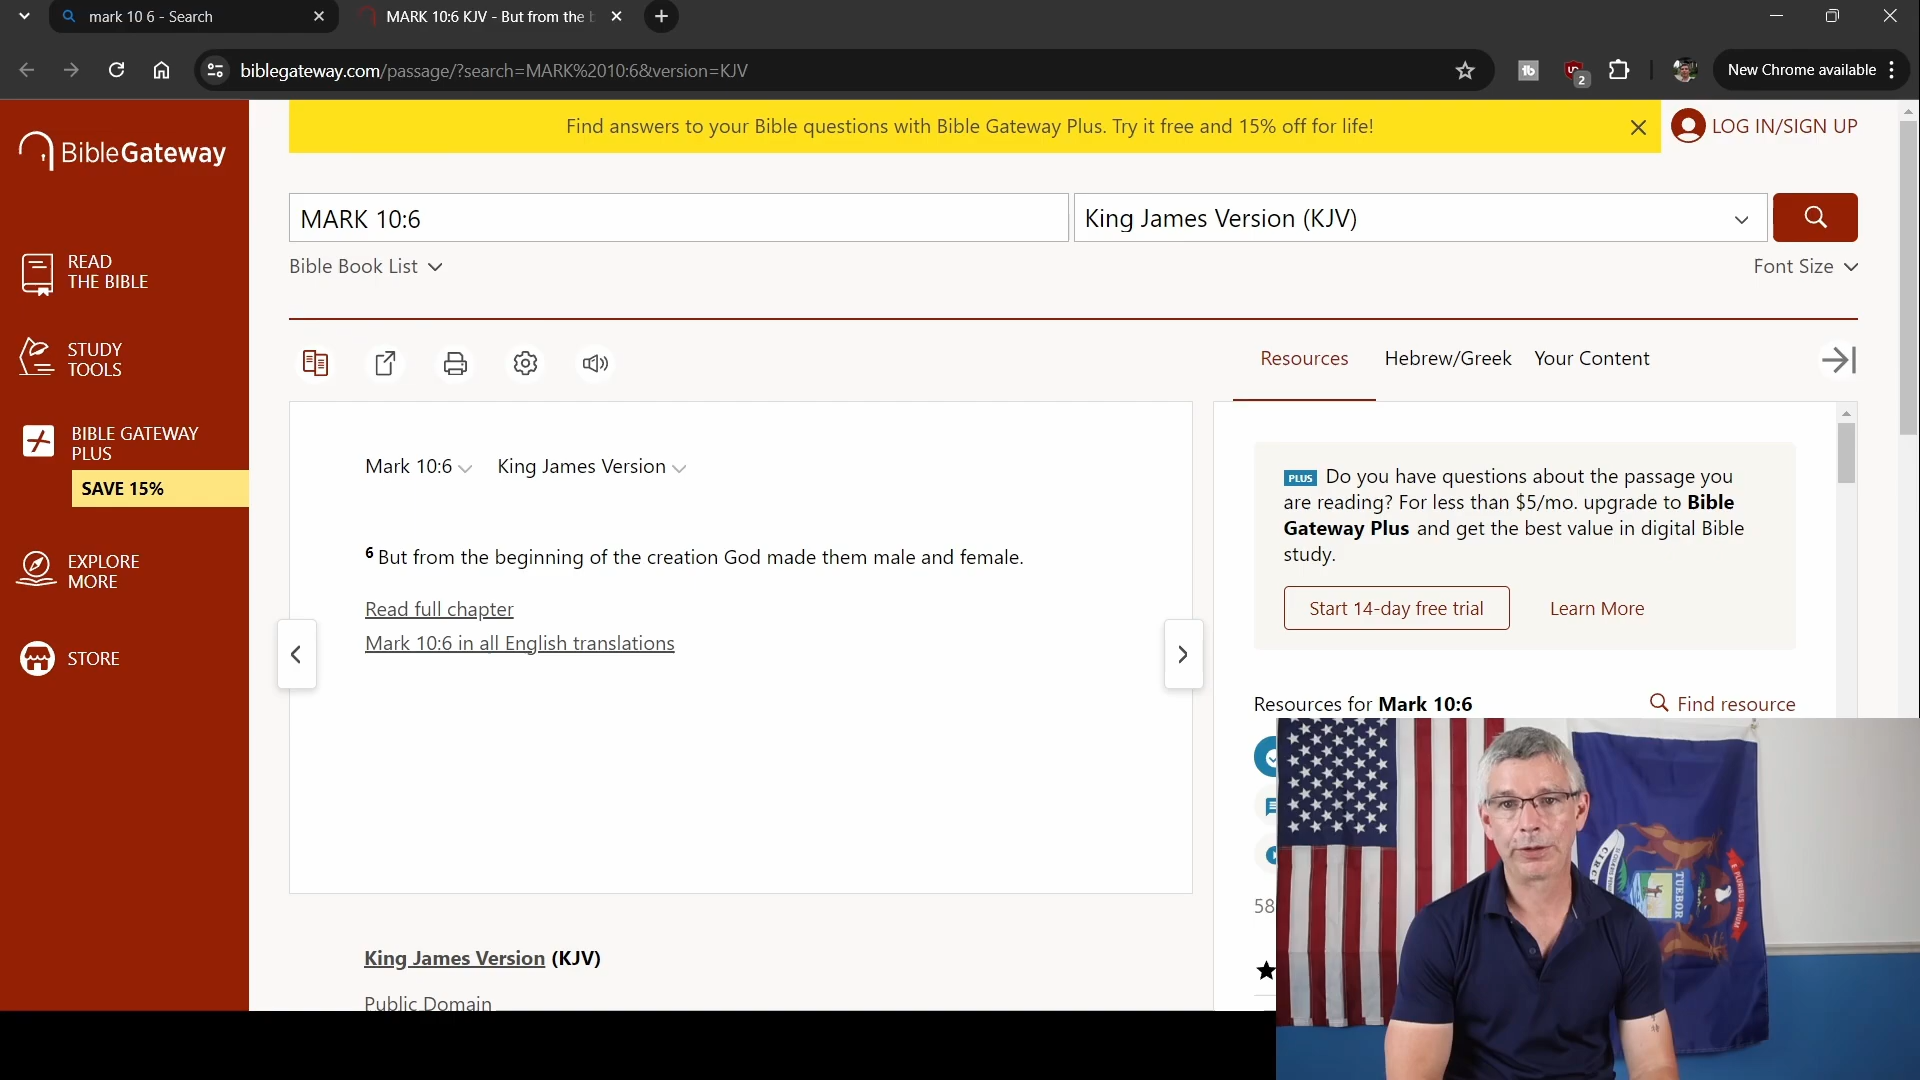 mark 10 6 - Search
MARK 10:6 KJV - But from the b
biblegateway.com/passage/?search=MARK%2010:6&version=KJV
2
New Chrome available
BibleGateway
Find answers to your Bible questions with Bible Gateway Plus. Try it free and 15% off for life!
LOG IN/SIGN UP
MARK 10:6
King James Version (KJV)
Bible Book List
Font Size
READ
THE BIBLE
STUDY
TOOLS
BIBLE GATEWAY
PLUS
SAVE 15%
EXPLORE
MORE
STORE
Resources
Hebrew/Greek
Your Content
Mark 10:6
King James Version
6 But from the beginning of the creation God made them male and female.
Read full chapter
Mark 10:6 in all English translations
PLUS Do you have questions about the passage you
are reading? For less than $5/mo. upgrade to Bible
Gateway Plus and get the best value in digital Bible
study.
Start 14-day free trial
Learn More
Resources for Mark 10:6
Find resource
58
King James Version (KJV)
Public Domain
TUEBOR
E PLURIBUS UNUM